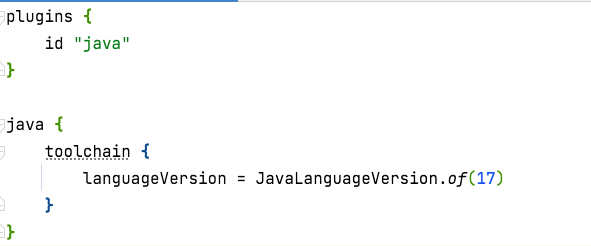 plugins {
    id "java"
}

java {
    toolchain {
        languageVersion = JavaLanguageVersion.of(17)
    }
}